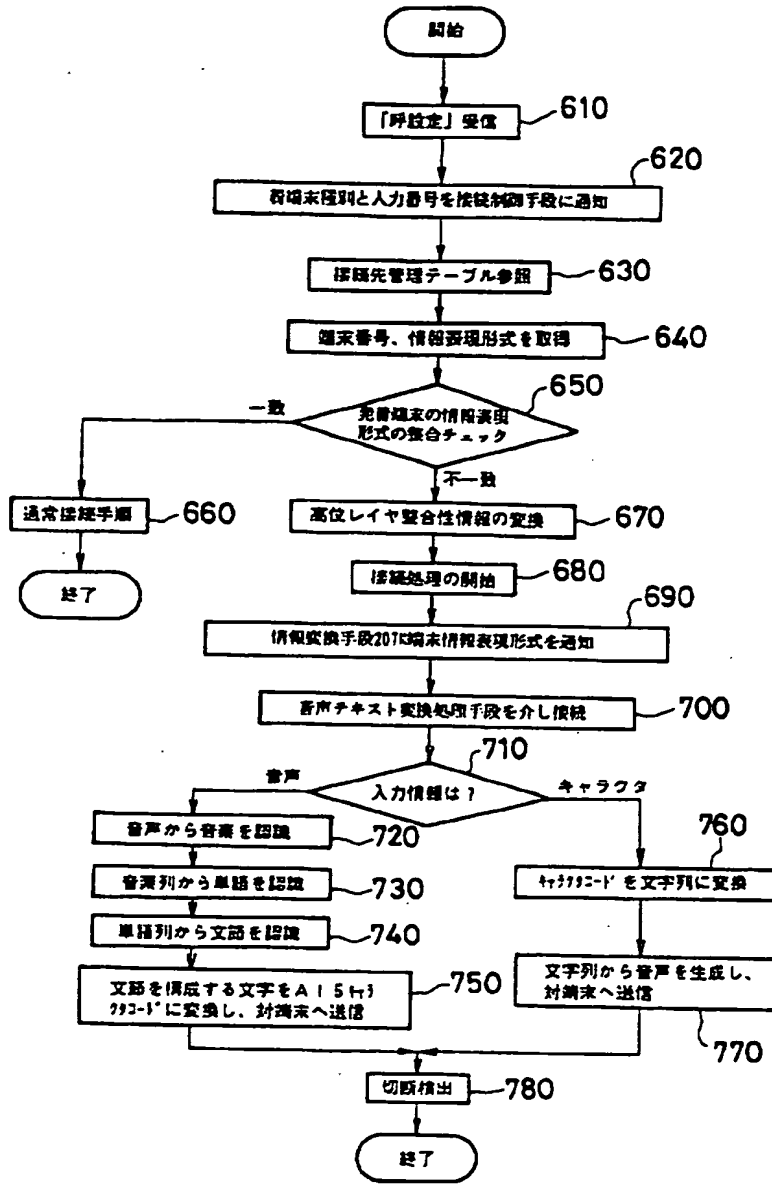 開始
「呼設定」受信
610
620
着端末種別と入力番号を接続制御手段に通知
接続先管理テーブル参照
630
端末番号、情報表現形式を取得
640
650
発着端末の情報表現
形式の整合チェック
一致
不一致
通常接続手順
660
終了
高位レイヤ整合性情報の変換
670
接続処理の開始
680
690
情報変換手段207に端末情報表現形式を通知
音声テキスト変換処理手段を介し接続
700
710
入力情報は?
音声
キャラクタ
音声から音素を認識
720
音素列から単語を認識
730
単語列から文節を認識
740
文節を構成する文字をAI5キャラ
クタコードに変換し、対端末へ送信
750
760
キャラクタコードを文字列に変換
文字列から音声を生成し、
対端末へ送信
770
切断検出
780
終了